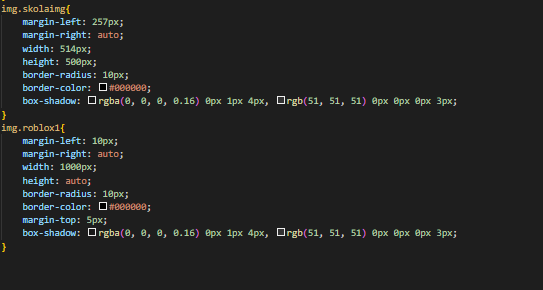 img.skolaimg{
margin-left: 257px;
margin-right: auto;
width: 514px;
height: 500px;
border-radius: 10px;
border-color: #000000;
box-shadow: rgba(0, 0, 0, 0.16) 0px 1px 4px, rgb(51, 51, 51) 0px 0px 0px 3px;
}
img.roblox1{
margin-left: 10px;
margin-right: auto;
width: 1000px;
height: auto;
border-radius: 10px;
border-color: #000000;
margin-top: 5px;
box-shadow: rgba(0, 0, 0, 0.16) 0px 1px 4px, rgb(51, 51, 51) 0px 0px 0px 3px;
}